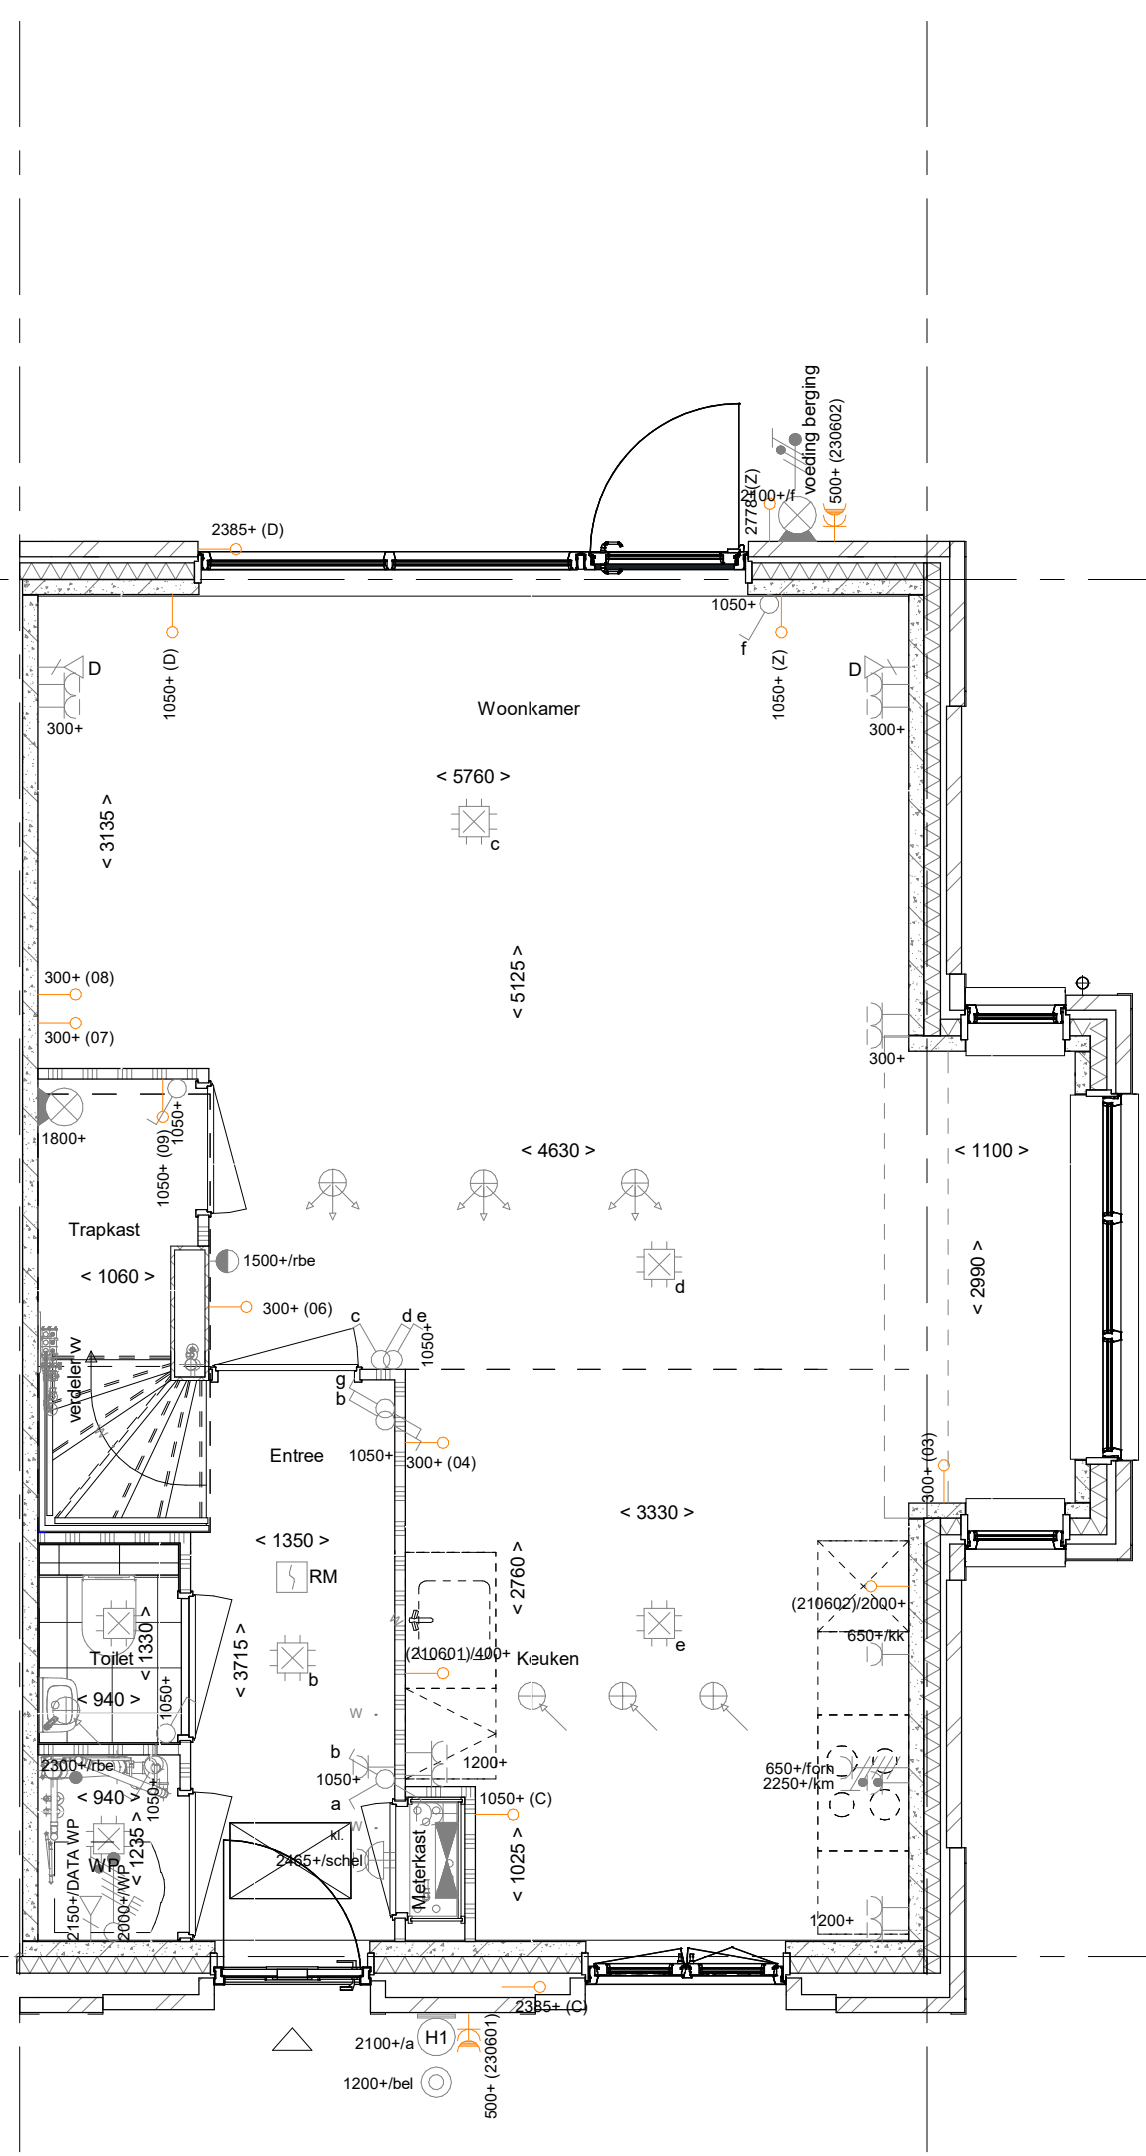 voeding berging
500+ (230602)
2778+(Z)
2100+/f
2385+ (D)
1050+
f
1050+ (D)
1050+ (Z)
D
D
300+
300+
Woonkamer
< 5760 >
< 3135 >
c
< 5125 >
300+ (08)
300+ (07)
300+
1800+
1050+
1050+ (09)
< 4630 >
< 1100 >
Trapkast
< 1060 >
1500+/rbe
d
< 2990 >
300+ (06)
c
d e
1050+
verdeler vv
g
b
Entree
1050+
300+ (04)
300+ (03)
< 3330 >
< 1350 >
RM
< 2760 >
(210602)/2000+
650+/kk
< 1330 >
Toilet
< 3715 >
(210601)/400+
Keuken
e
b
< 940 >
1050+
w -
b
1050+
a
1200+
2300+/rbe
< 940 >
1050+
650+/forn
2250+/km
1050+ (C)
w -
kl.
2465+/schel
Meterkast
< 1025 >
< 1235 >
WP
2150+/DATA WP
2000+/WP
1200+
2385+ (C)
2100+/a
H1
500+ (230601)
1200+/bel